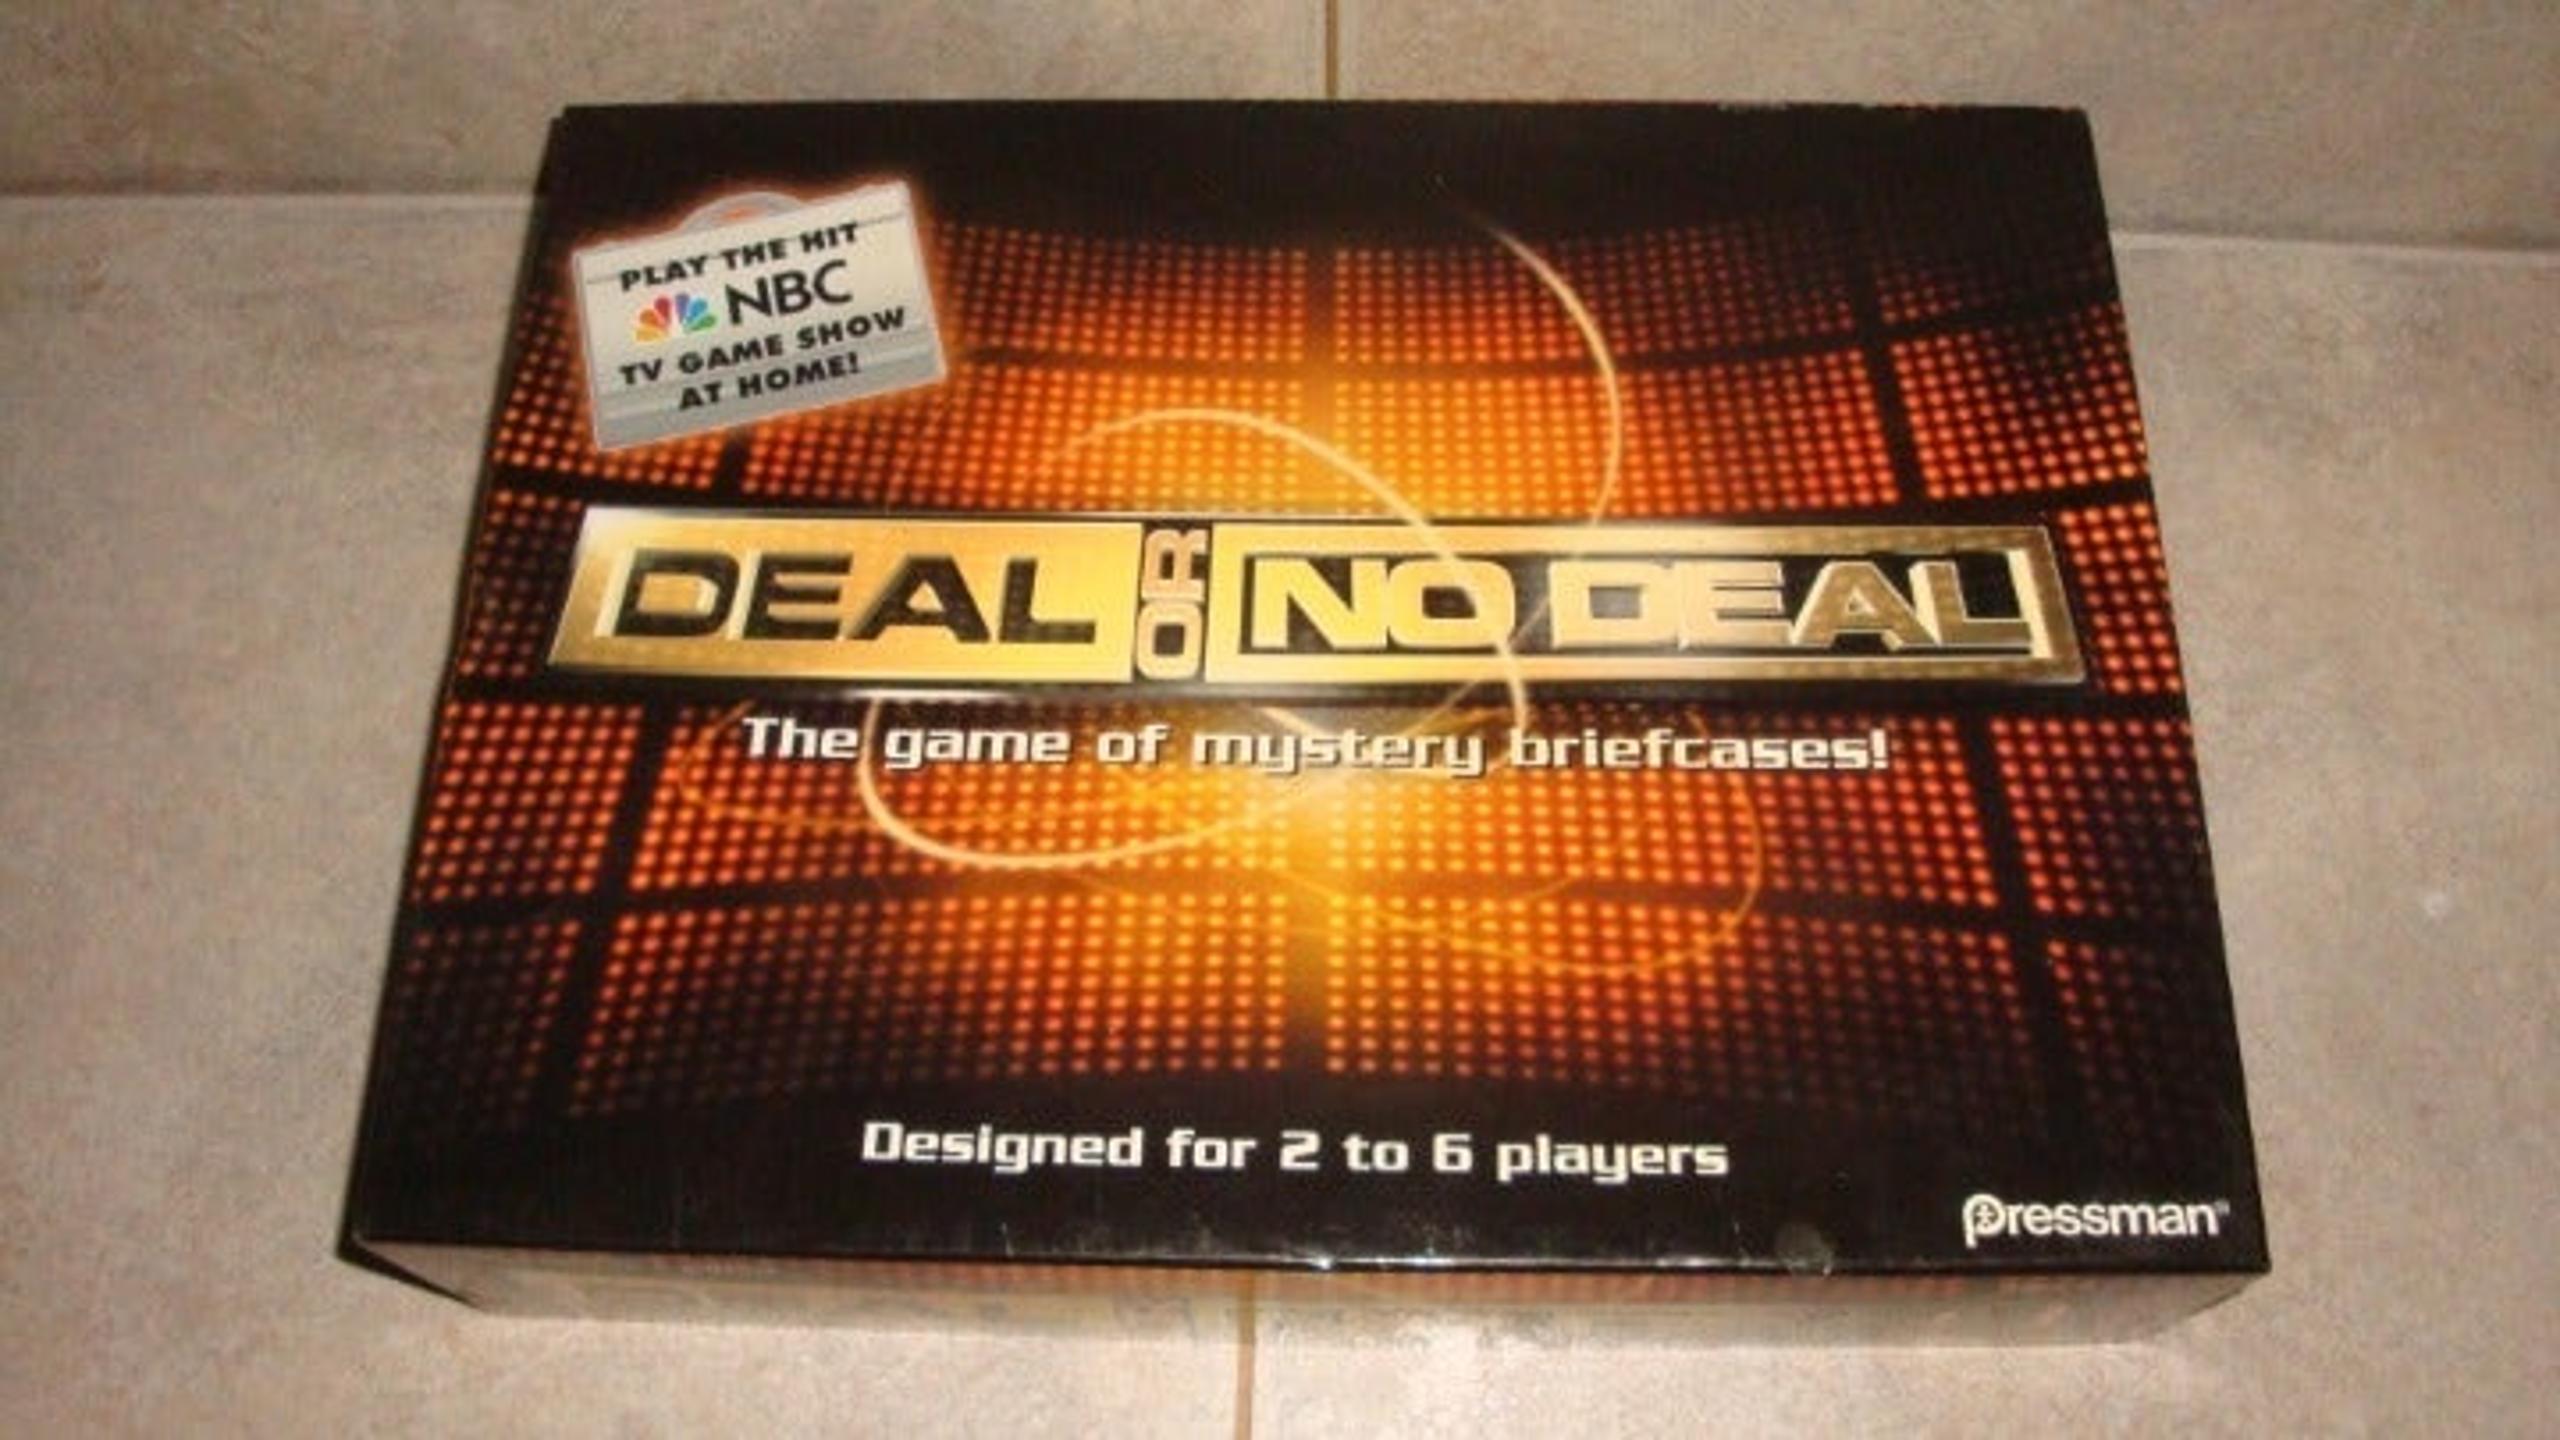 PLAY THE HIT
NBC
TV GAME SHOW
AT HOME!
DEAL OR NO DEAL
The game of mystery briefcases!
Designed for 2 to 6 players
Pressman